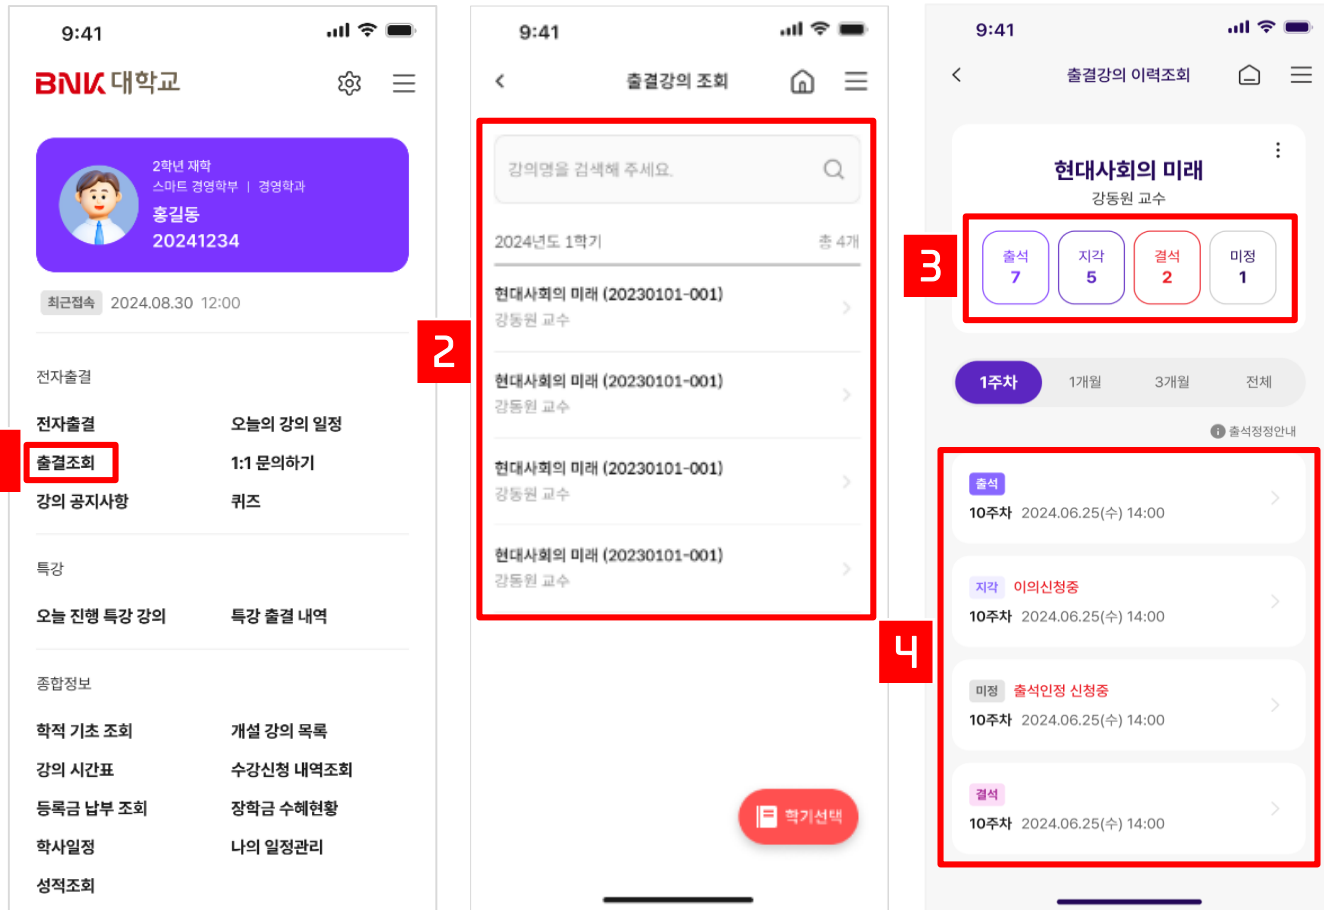 9:41
BNK 대학교
2학년 재학
스마트 경영학부 | 경영학과
홍길동
20241234
최근접속 2024.08.30 12:00
전자출결
전자출결 오늘의 강의 일정
출결조회 1:1 문의하기
강의 공지사항 퀴즈
특강
오늘 진행 특강 강의 특강 출결 내역
종합정보
학적 기초 조회 개설 강의 목록
강의 시간표 수강신청 내역조회
등록금 납부 조회 장학금 수혜현황
학사일정 나의 일정관리
성적조회
2
9:41
출결강의 조회
강의명을 검색해 주세요.
2024년도 1학기 총 4개
현대사회의 미래 (20230101-001)
강동원 교수
현대사회의 미래 (20230101-001)
강동원 교수
현대사회의 미래 (20230101-001)
강동원 교수
현대사회의 미래 (20230101-001)
강동원 교수
학기선택
9:41
출결강의 이력조회
현대사회의 미래
강동원 교수
3
출석 지각 결석 미정
7 5 2 1
1주차 1개월 3개월 전체
출석정정안내
4
출석
10주차 2024.06.25(수) 14:00
지각 이의신청중
10주차 2024.06.25(수) 14:00
미정 출석인정 신청중
10주차 2024.06.25(수) 14:00
결석
10주차 2024.06.25(수) 14:00